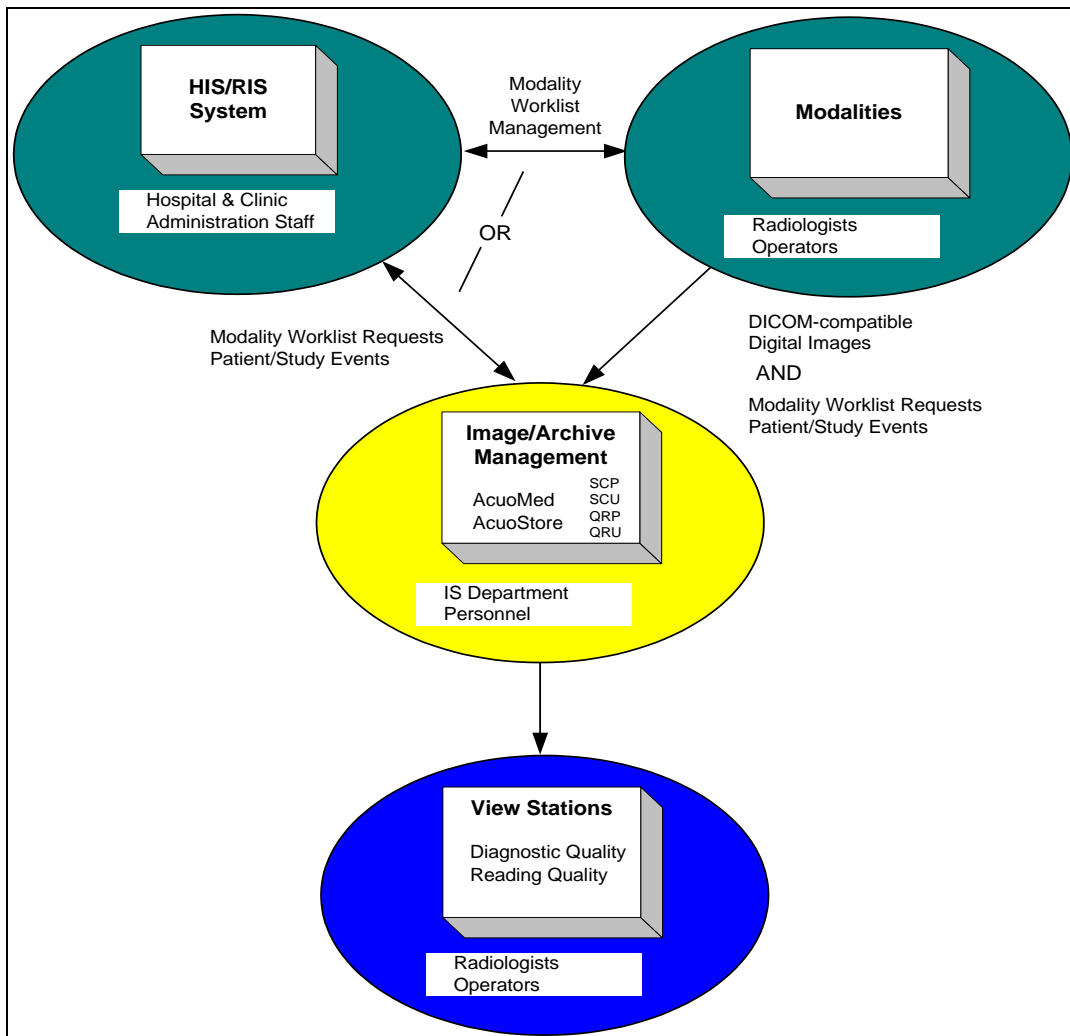 HIS/RIS
System
Hospital & Clinic
Administration Staff
Modality
Worklist
Management
Modalities
Radiologists
Operators
OR
Modality Worklist Requests
Patient/Study Events
DICOM-compatible
Digital Images
AND
Modality Worklist Requests
Patient/Study Events
Image/Archive
Management
AcuoMed
AcuoStore
SCP
SCU
QRP
QRU
IS Department
Personnel
View Stations
Diagnostic Quality
Reading Quality
Radiologists
Operators